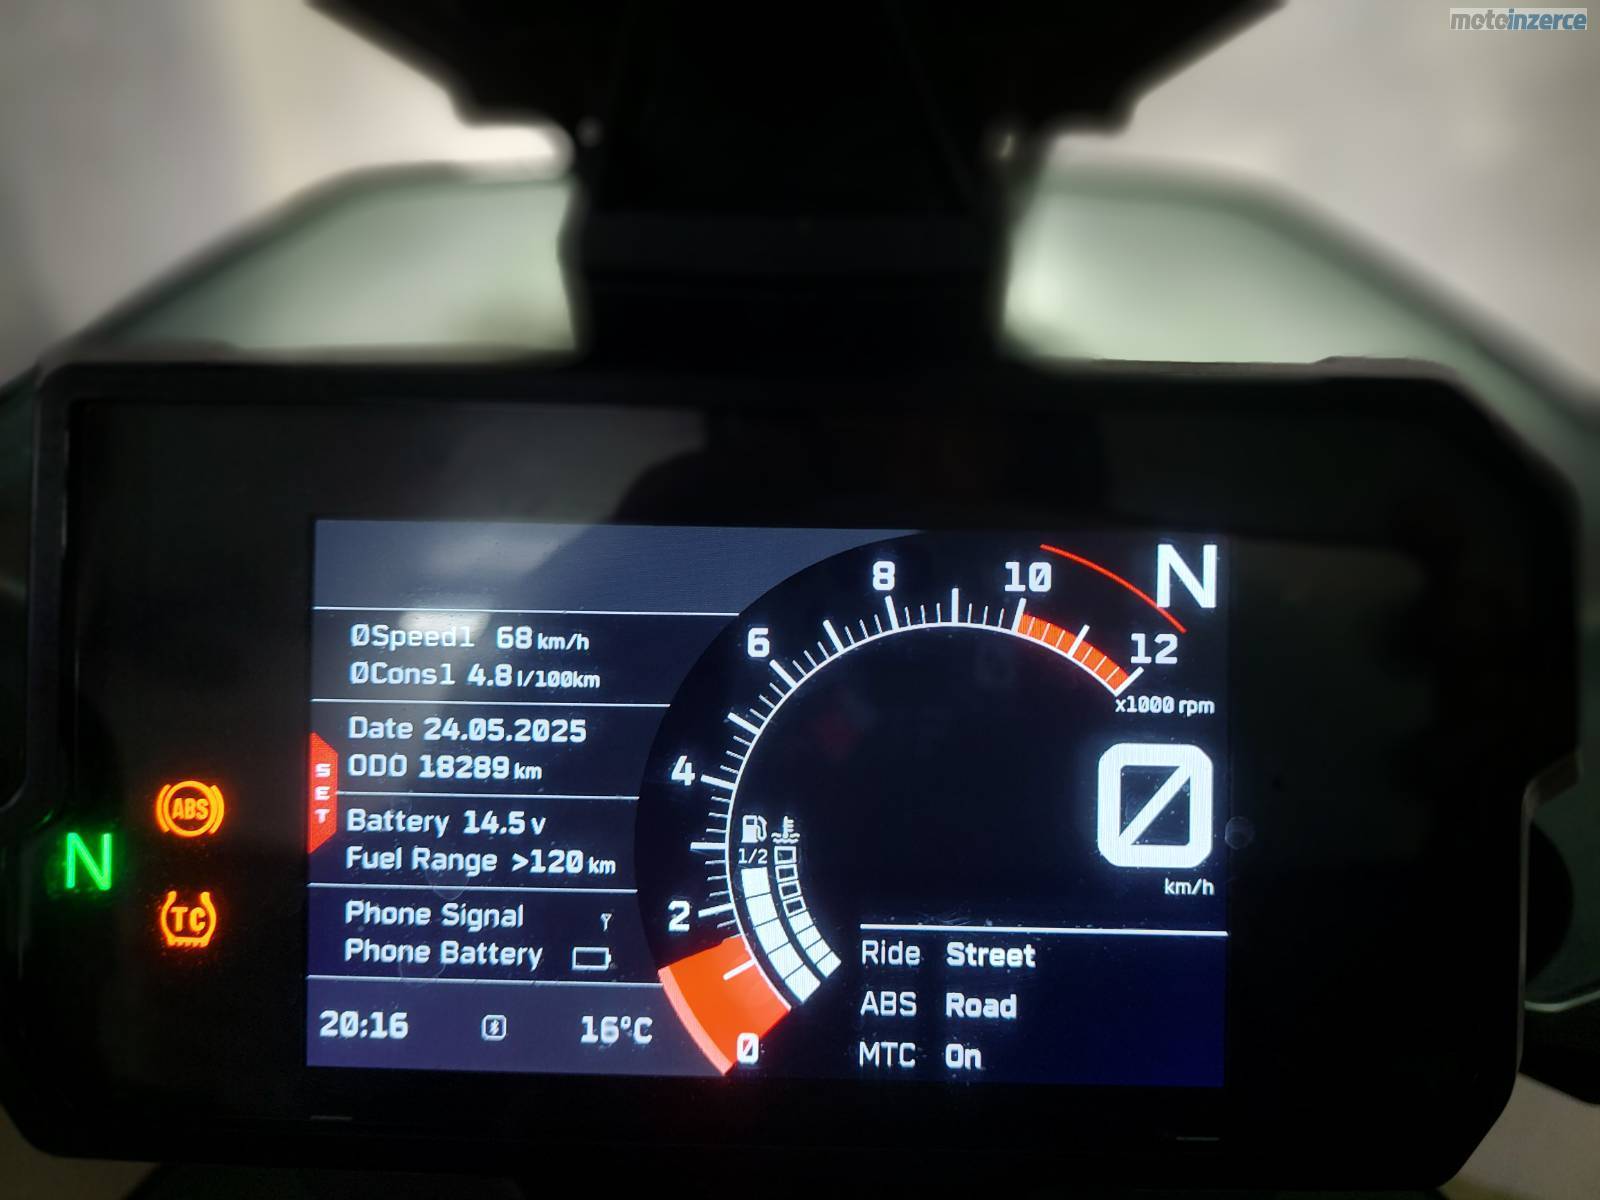 motoinzerce
N
8
10
6
12
x1000 rpm
4
2
0
ØSpeed1 68 km/h
ØCons1 4.8 l/100km
Date 24.05.2025
ODO 18289 km
SET
Battery 14.5 v
Fuel Range >120 km
Phone Signal
Phone Battery
20:16 16°C
1/2
0
km/h
Ride Street
ABS Road
MTC On
ABS
N
TC